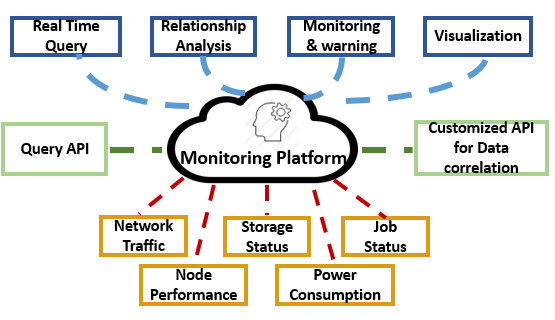 Real Time
Query
Relationship
Analysis
Monitoring
& warning
Visualization
Query API
Monitoring Platform
Customized API
for Data
correlation
Network
Traffic
Storage
Status
Job
Status
Node
Performance
Power
Consumption